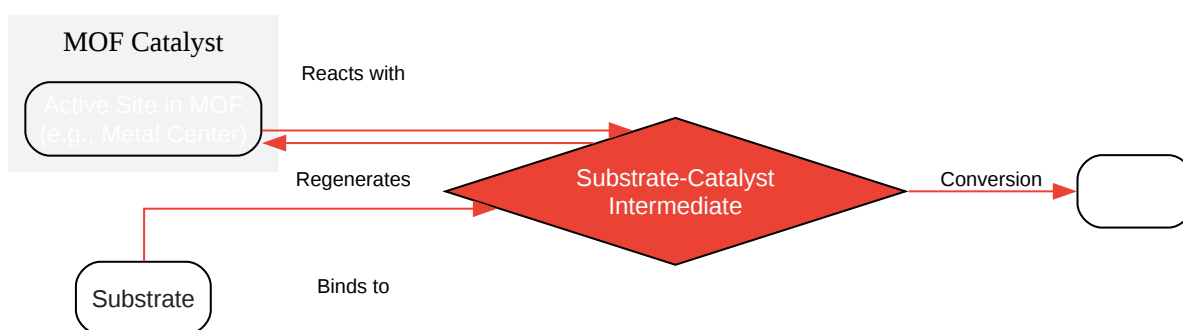 MOF Catalyst
Active Site in MOF
(e.g., Metal Center)
Reacts with
Regenerates
Substrate-Catalyst
Intermediate
Conversion
Substrate
Binds to